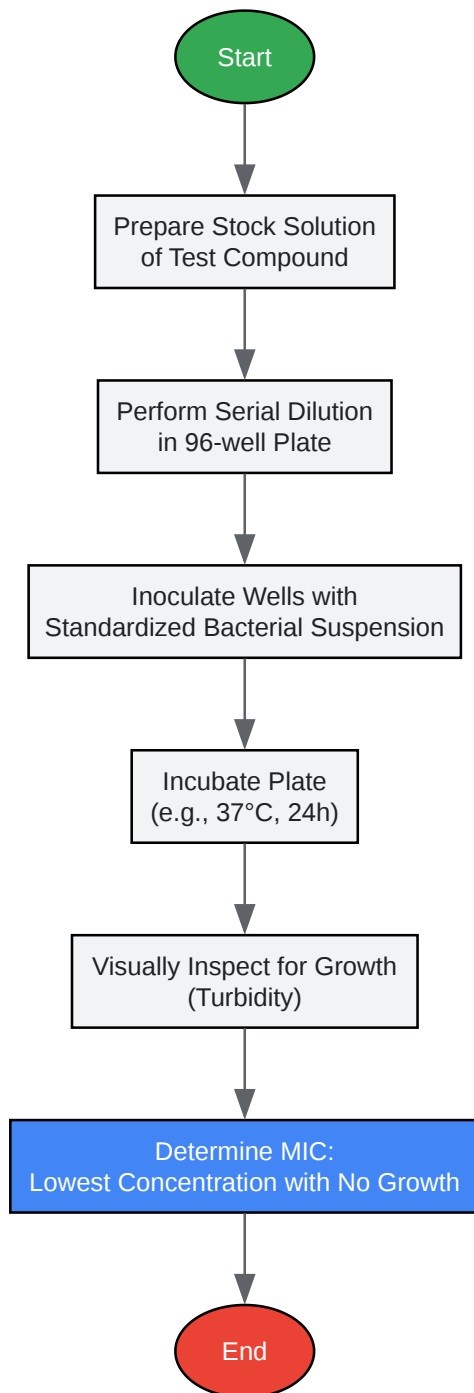 Start
Prepare Stock Solution
of Test Compound
Perform Serial Dilution
in 96-well Plate
Inoculate Wells with
Standardized Bacterial Suspension
Incubate Plate
(e.g., 37°C, 24h)
Visually Inspect for Growth
(Turbidity)
Determine MIC:
Lowest Concentration with No Growth
End